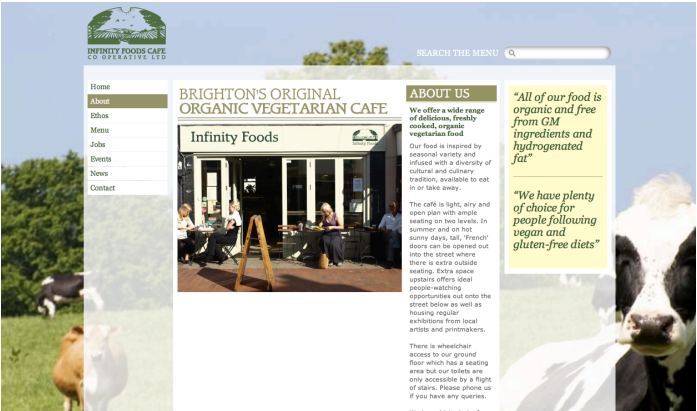 INFINITY FOODS CAFE
CO OPERATIVE LTD
SEARCH THE MENU
Home
About
Ethos
Menu
Jobs
Events
News
Contact
BRIGHTON'S ORIGINAL
ORGANIC VEGETARIAN CAFE
Infinity Foods
ABOUT US
We offer a wide range
of delicious, freshly
cooked, organic
vegetarian food
Our food is inspired by
seasonal variety and
infused with a diversity of
cultural and culinary
tradition, available to eat
in or take away.
The café is light, airy and
open plan with ample
seating on two levels. In
summer and on hot
sunny days, tall, 'French'
doors can be opened out
into the street where
there is extra outside
seating. Extra space
upstairs offers ideal
people-watching
opportunities out onto the
street below as well as
housing regular
exhibitions from local
artists and printmakers.
There is wheelchair
access to our ground
floor which has a seating
area but our toilets are
only accessible by a flight
of stairs. Please phone us
if you have any queries.
“All of our food is
organic and free
from GM
ingredients and
hydrogenated
fat”
“We have plenty
of choice for
people following
vegan and
gluten-free diets”